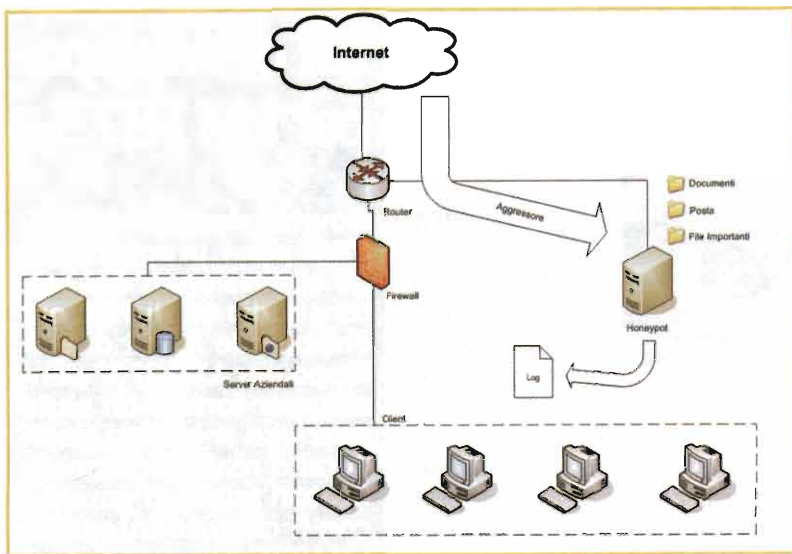 Internet
Router
Aggressore
Documenti
Posta
File Importanti
Firewall
Honeypot
Server Aziendali
Log
Client